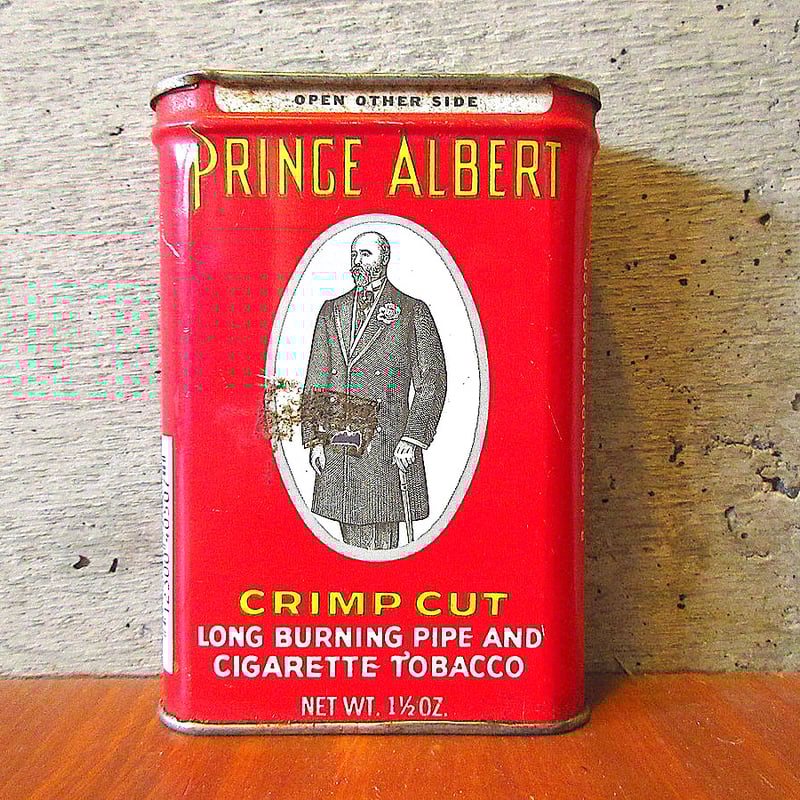 OPEN OTHER SIDE
PRINCE ALBERT
CRIMP CUT
LONG BURNING PIPE AND
CIGARETTE TOBACCO
NET WT. 1½ OZ.